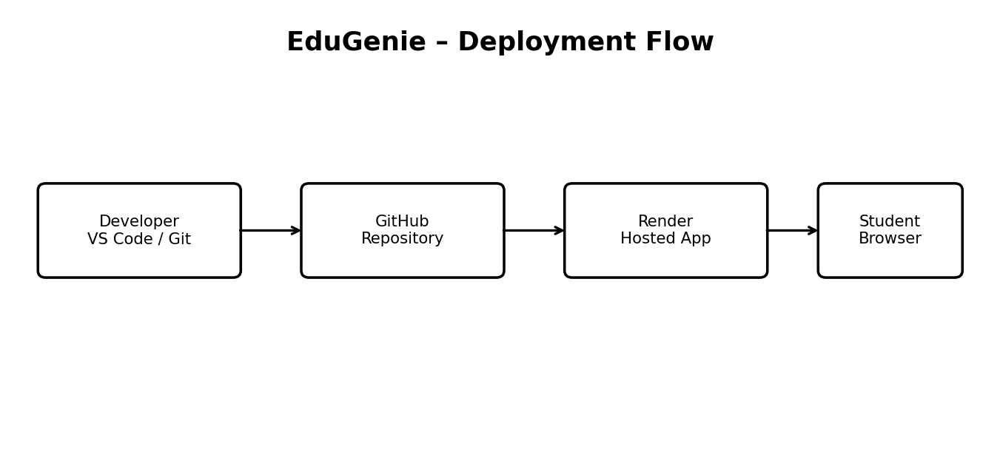 EduGenie – Deployment Flow
Developer
VS Code / Git
GitHub
Repository
Render
Hosted App
Student
Browser